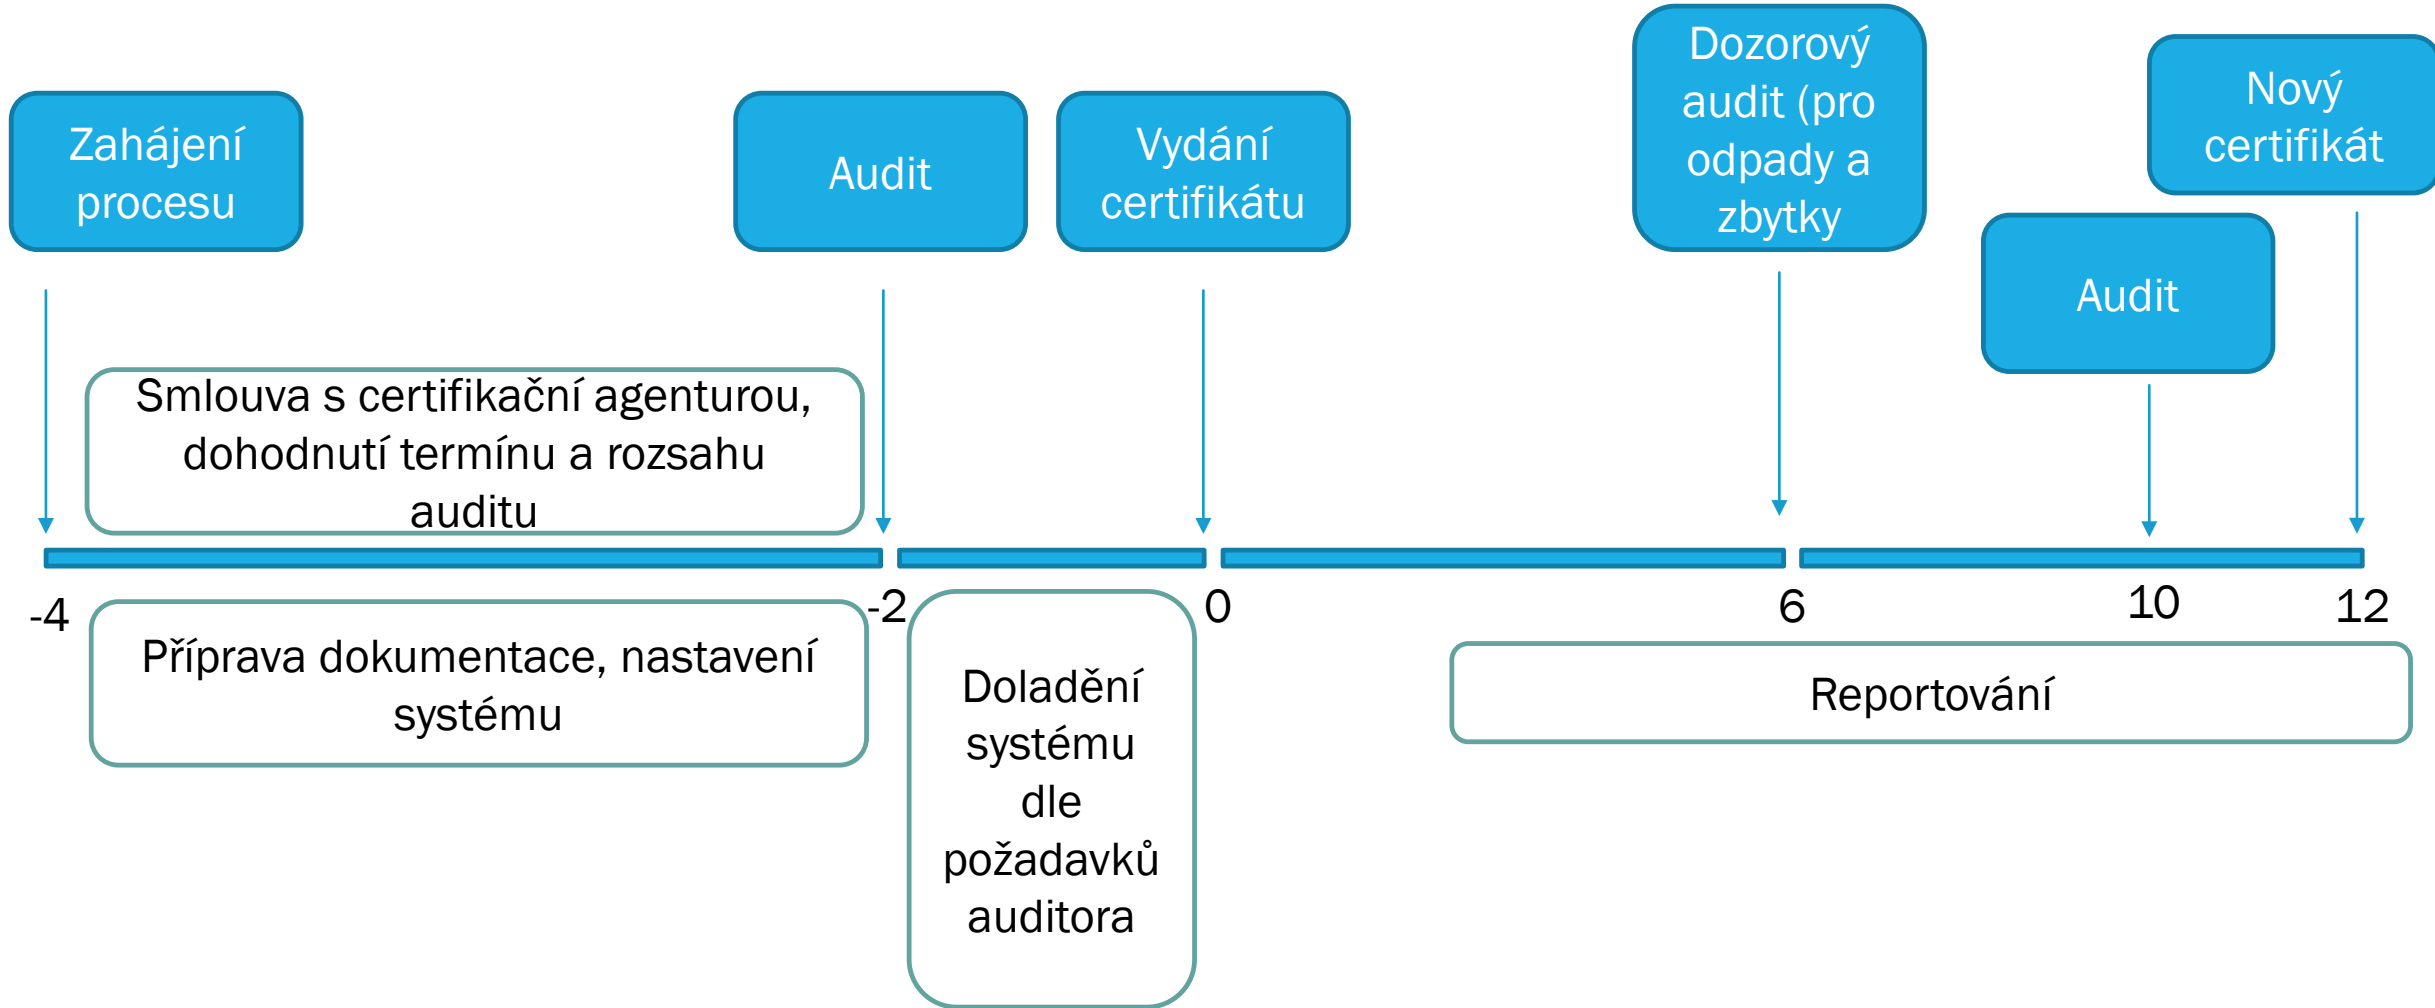 Zahájení
procesu
Audit
Vydání
certifikátu
Dozorový
audit (pro
odpady a
zbytky
Nový
certifikát
Audit
Smlouva s certifikační agenturou,
dohodnutí termínu a rozsahu
auditu
-4
-2
0
6
10
12
Příprava dokumentace, nastavení
systému
Doladění
systému
dle
požadavků
auditora
Reportování